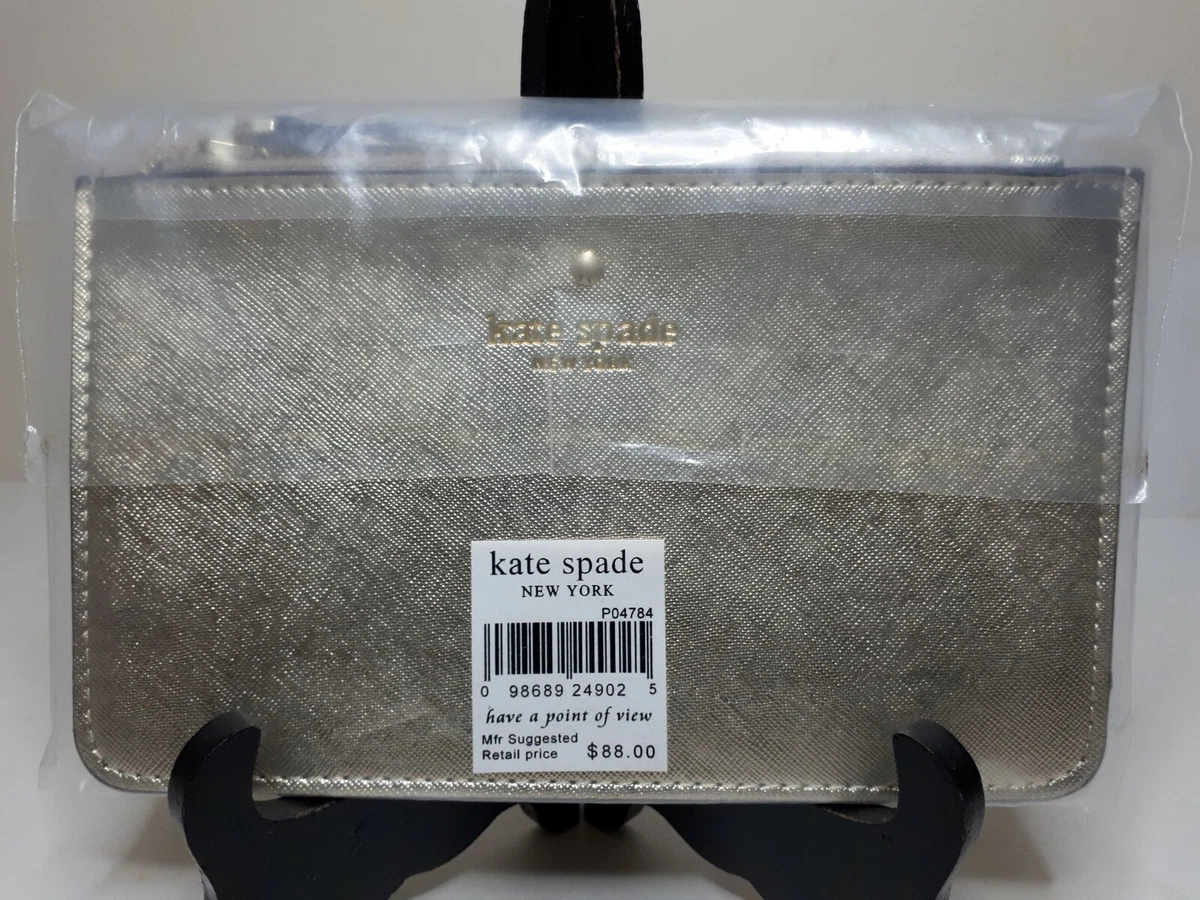 kate spade
NEW YORK
kate spade
NEW YORK
P04784
0 98689 24902 5
have a point of view
Mfr Suggested
Retail price $88.00